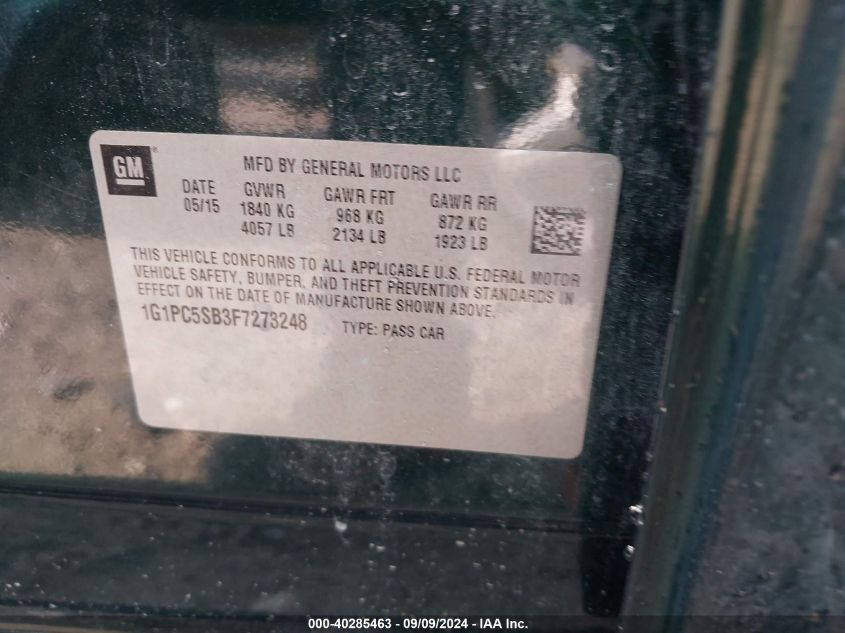 GM
MFD BY GENERAL MOTORS LLC
DATE GVWR GAWR FRT GAWR RR
05/15 1840 KG 968 KG 872 KG
4057 LB 2134 LB 1923 LB
THIS VEHICLE CONFORMS TO ALL APPLICABLE U.S. FEDERAL MOTOR
VEHICLE SAFETY, BUMPER, AND THEFT PREVENTION STANDARDS IN
EFFECT ON THE DATE OF MANUFACTURE SHOWN ABOVE.
1G1PC5SB3F7273248 TYPE: PASS CAR
000-40285463 - 09/09/2024 - IAA Inc.